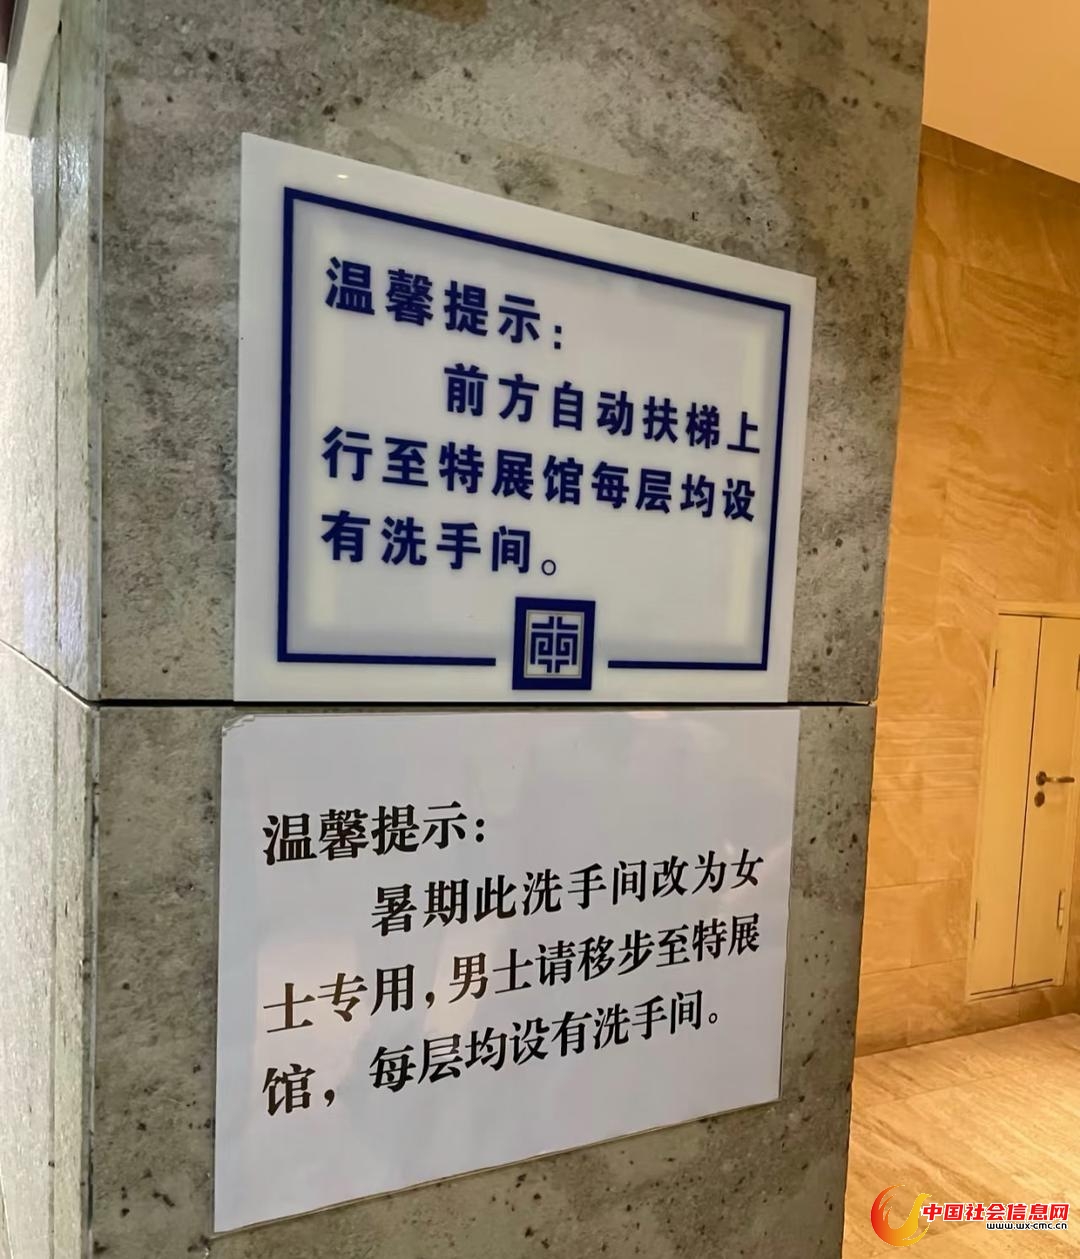 温馨提示:
前方自动扶梯上
行至特展馆每层均设
有洗手间。
温馨提示:
暑期此洗手间改为女
士专用,男士请移步至特展
馆,每层均设有洗手间。
中国社会信息网
www.wx-cmc.cn